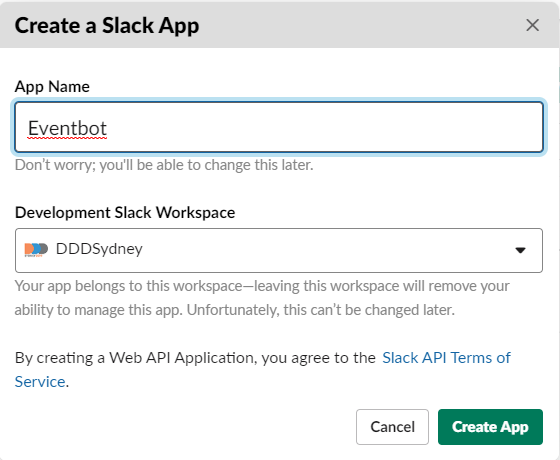 Create a Slack App
App Name
Eventbot
Don't worry; you'll be able to change this later.
Development Slack Workspace
DDDSydney
Your app belongs to this workspace—leaving this workspace will remove your
ability to manage this app. Unfortunately, this can't be changed later.
By creating a Web API Application, you agree to the Slack API Terms of
Service.
Cancel
Create App